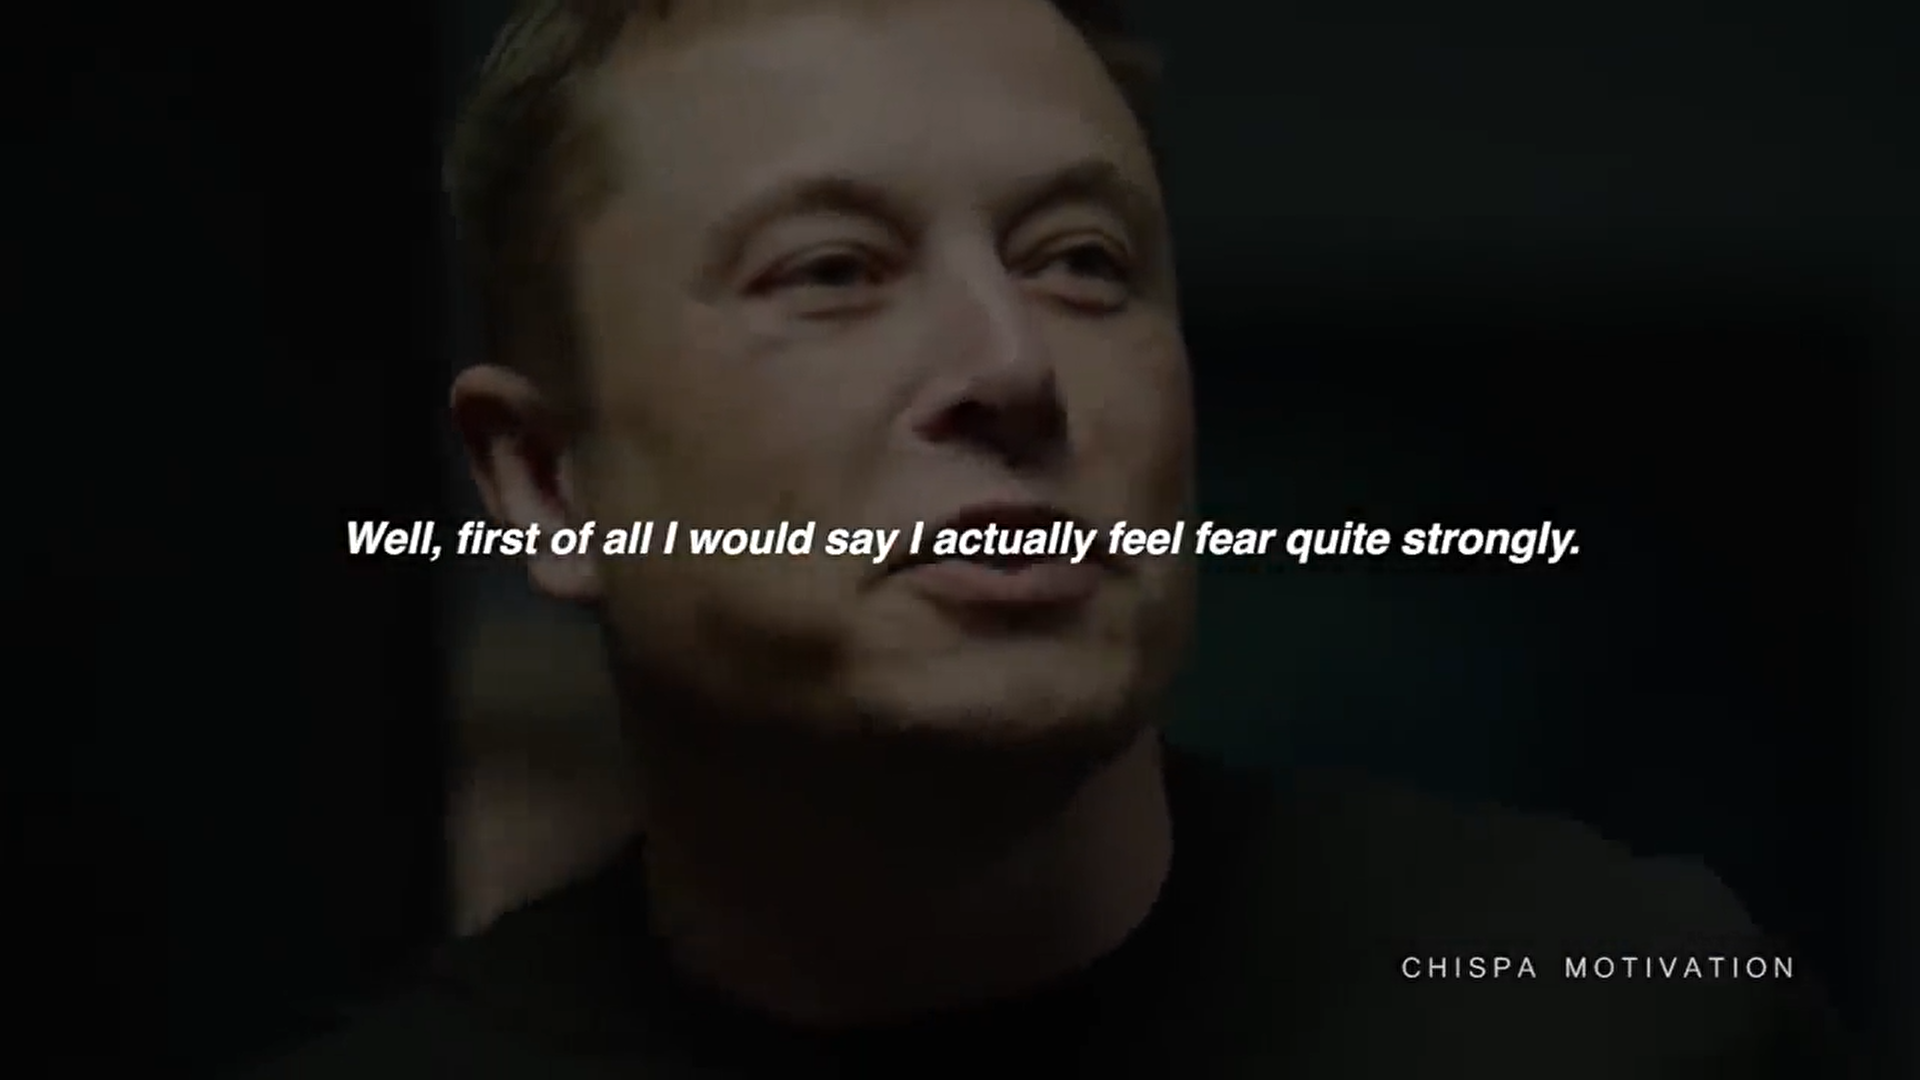 Well, first of all I would say I actually feel fear quite strongly.
CHISPA MOTIVATION